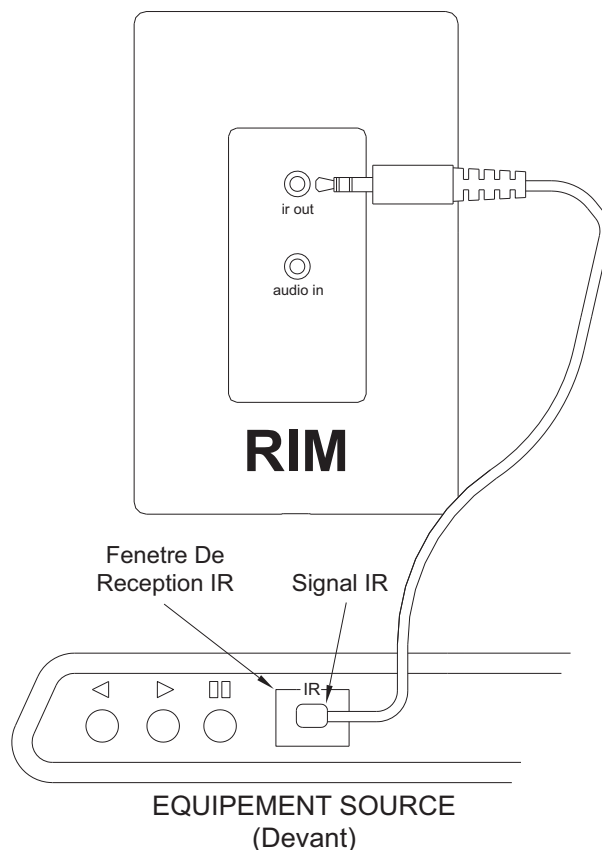 ir out
audio in
RIM
Fenetre De
Reception IR
Signal IR
IR
EQUIPEMENT SOURCE
(Devant)